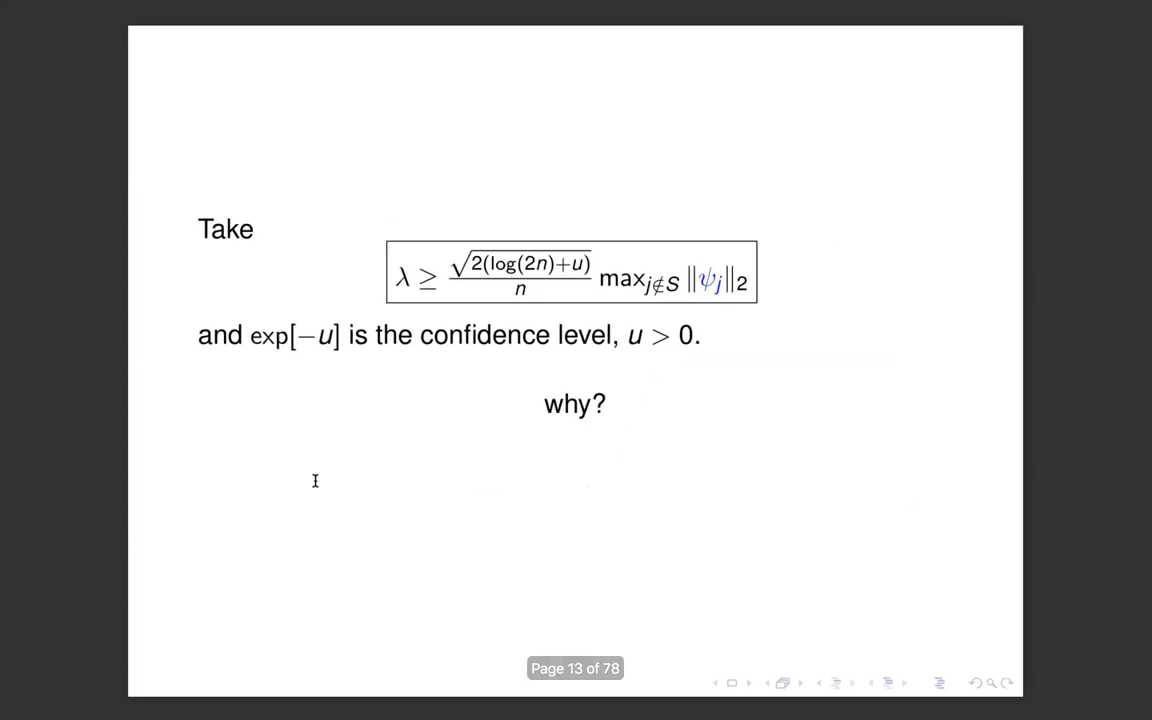 Take
λ ≥ √2(log(2n)+u) / n max_{j∉S} ‖ψ_j‖_2
and exp[−u] is the confidence level, u > 0.
why?
Page 13 of 78